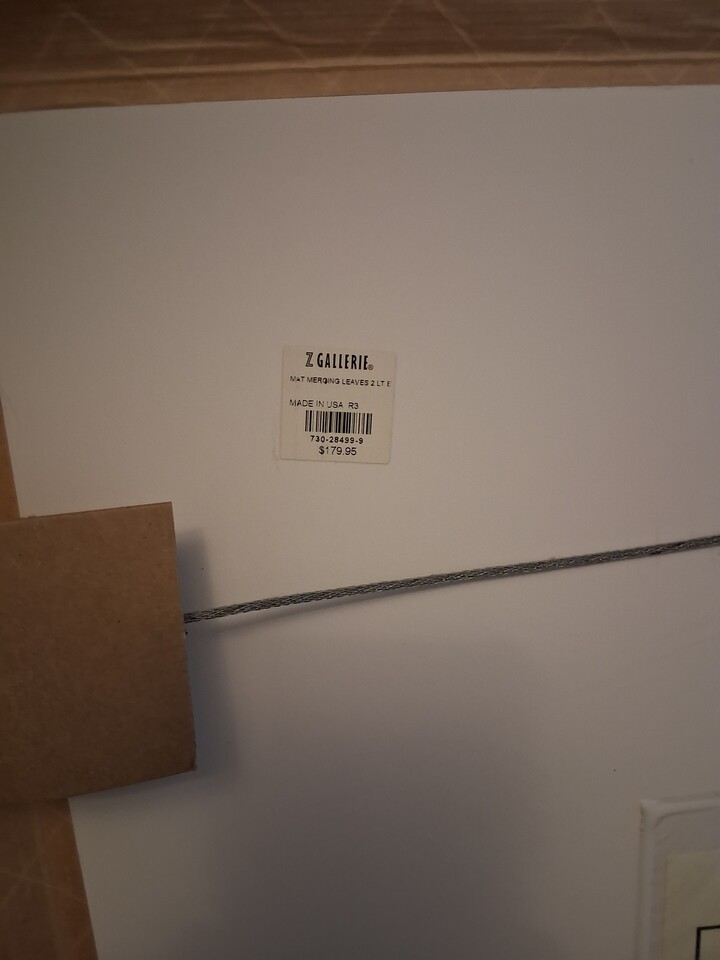 Z GALLERIE®
MAT MERGING LEAVES 2 LT E
MADE IN USA R3
730-28499-9
$179.95